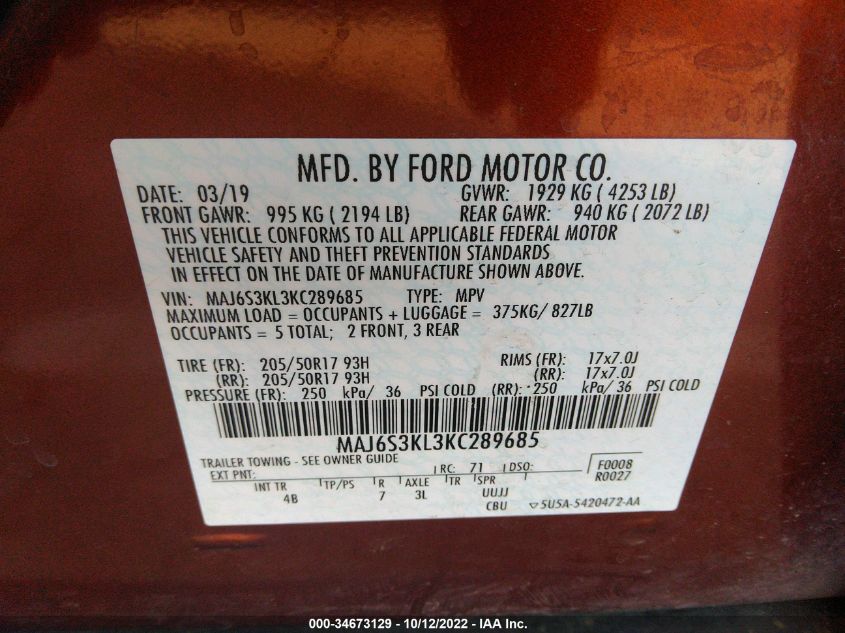 MFD. BY FORD MOTOR CO.
DATE: 03/19 GVWR: 1929 KG ( 4253 LB)
FRONT GAWR: 995 KG ( 2194 LB) REAR GAWR: 940 KG ( 2072 LB)
THIS VEHICLE CONFORMS TO ALL APPLICABLE FEDERAL MOTOR
VEHICLE SAFETY AND THEFT PREVENTION STANDARDS
IN EFFECT ON THE DATE OF MANUFACTURE SHOWN ABOVE.
VIN: MAJ6S3KL3KC289685 TYPE: MPV
MAXIMUM LOAD = OCCUPANTS + LUGGAGE = 375KG/ 827LB
OCCUPANTS = 5 TOTAL; 2 FRONT, 3 REAR
TIRE (FR): 205/50R17 93H RIMS (FR): 17x7.0J
(RR): 205/50R17 93H (RR): 17x7.0J
PRESSURE (FR): 250 kPa/ 36 PSI COLD (RR): 250 kPa/ 36 PSI COLD
MAJ6S3KL3KC289685
TRAILER TOWING - SEE OWNER GUIDE
EXT PNT: RC: 71 DSO: F0008
R0027
INT TR TP/PS R AXLE TR SPR
4B 7 3L UUJJ
CBU 5U5A-5420472-AA
000-34673129 - 10/12/2022 - IAA Inc.